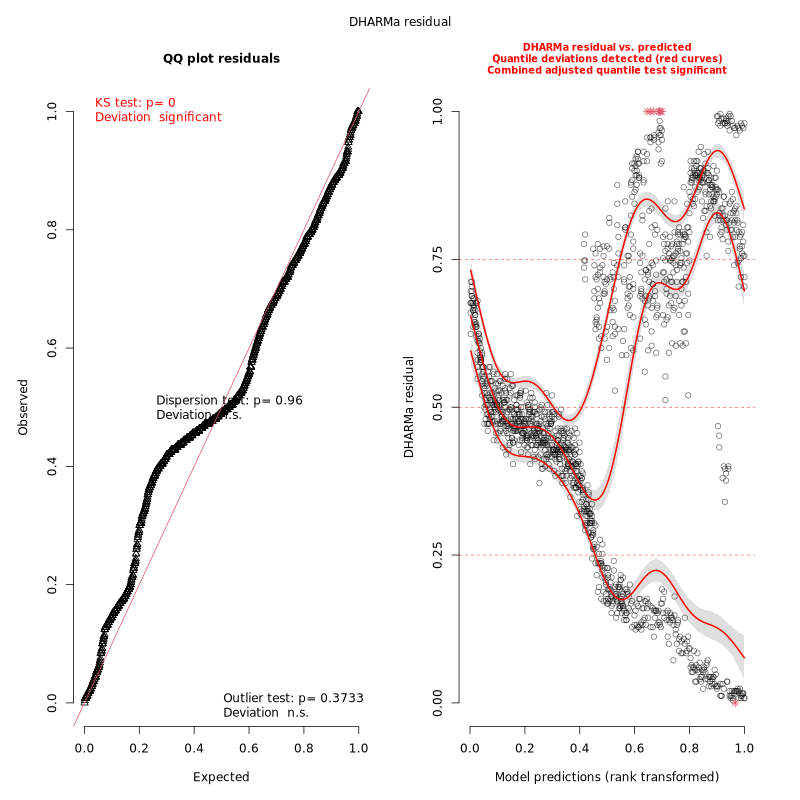 DHARMa residual
QQ plot residuals
KS test: p= 0
Deviation significant
Dispersion test: p= 0.96
Deviation n.s.
Outlier test: p= 0.3733
Deviation n.s.
Observed
0.0
0.2
0.4
0.6
0.8
1.0
0.0
0.2
0.4
0.6
0.8
1.0
Expected
DHARMa residual vs. predicted
Quantile deviations detected (red curves)
Combined adjusted quantile test significant
DHARMa residual
0.00
0.25
0.50
0.75
1.00
0.0
0.2
0.4
0.6
0.8
1.0
Model predictions (rank transformed)